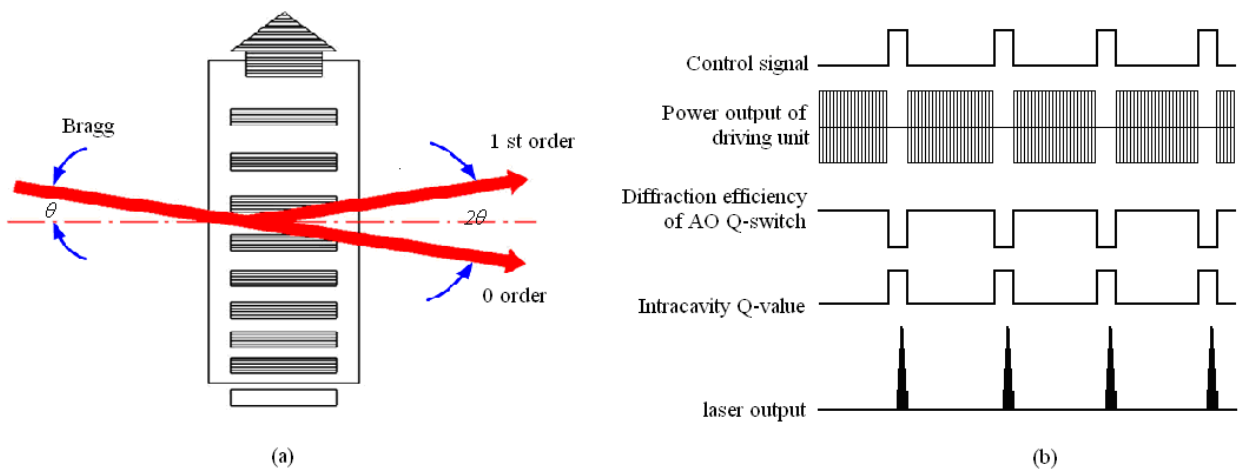 Bragg
θ
1 st order
2θ
0 order
(a)
Control signal
Power output of
driving unit
Diffraction efficiency
of AO Q-switch
Intracavity Q-value
laser output
(b)